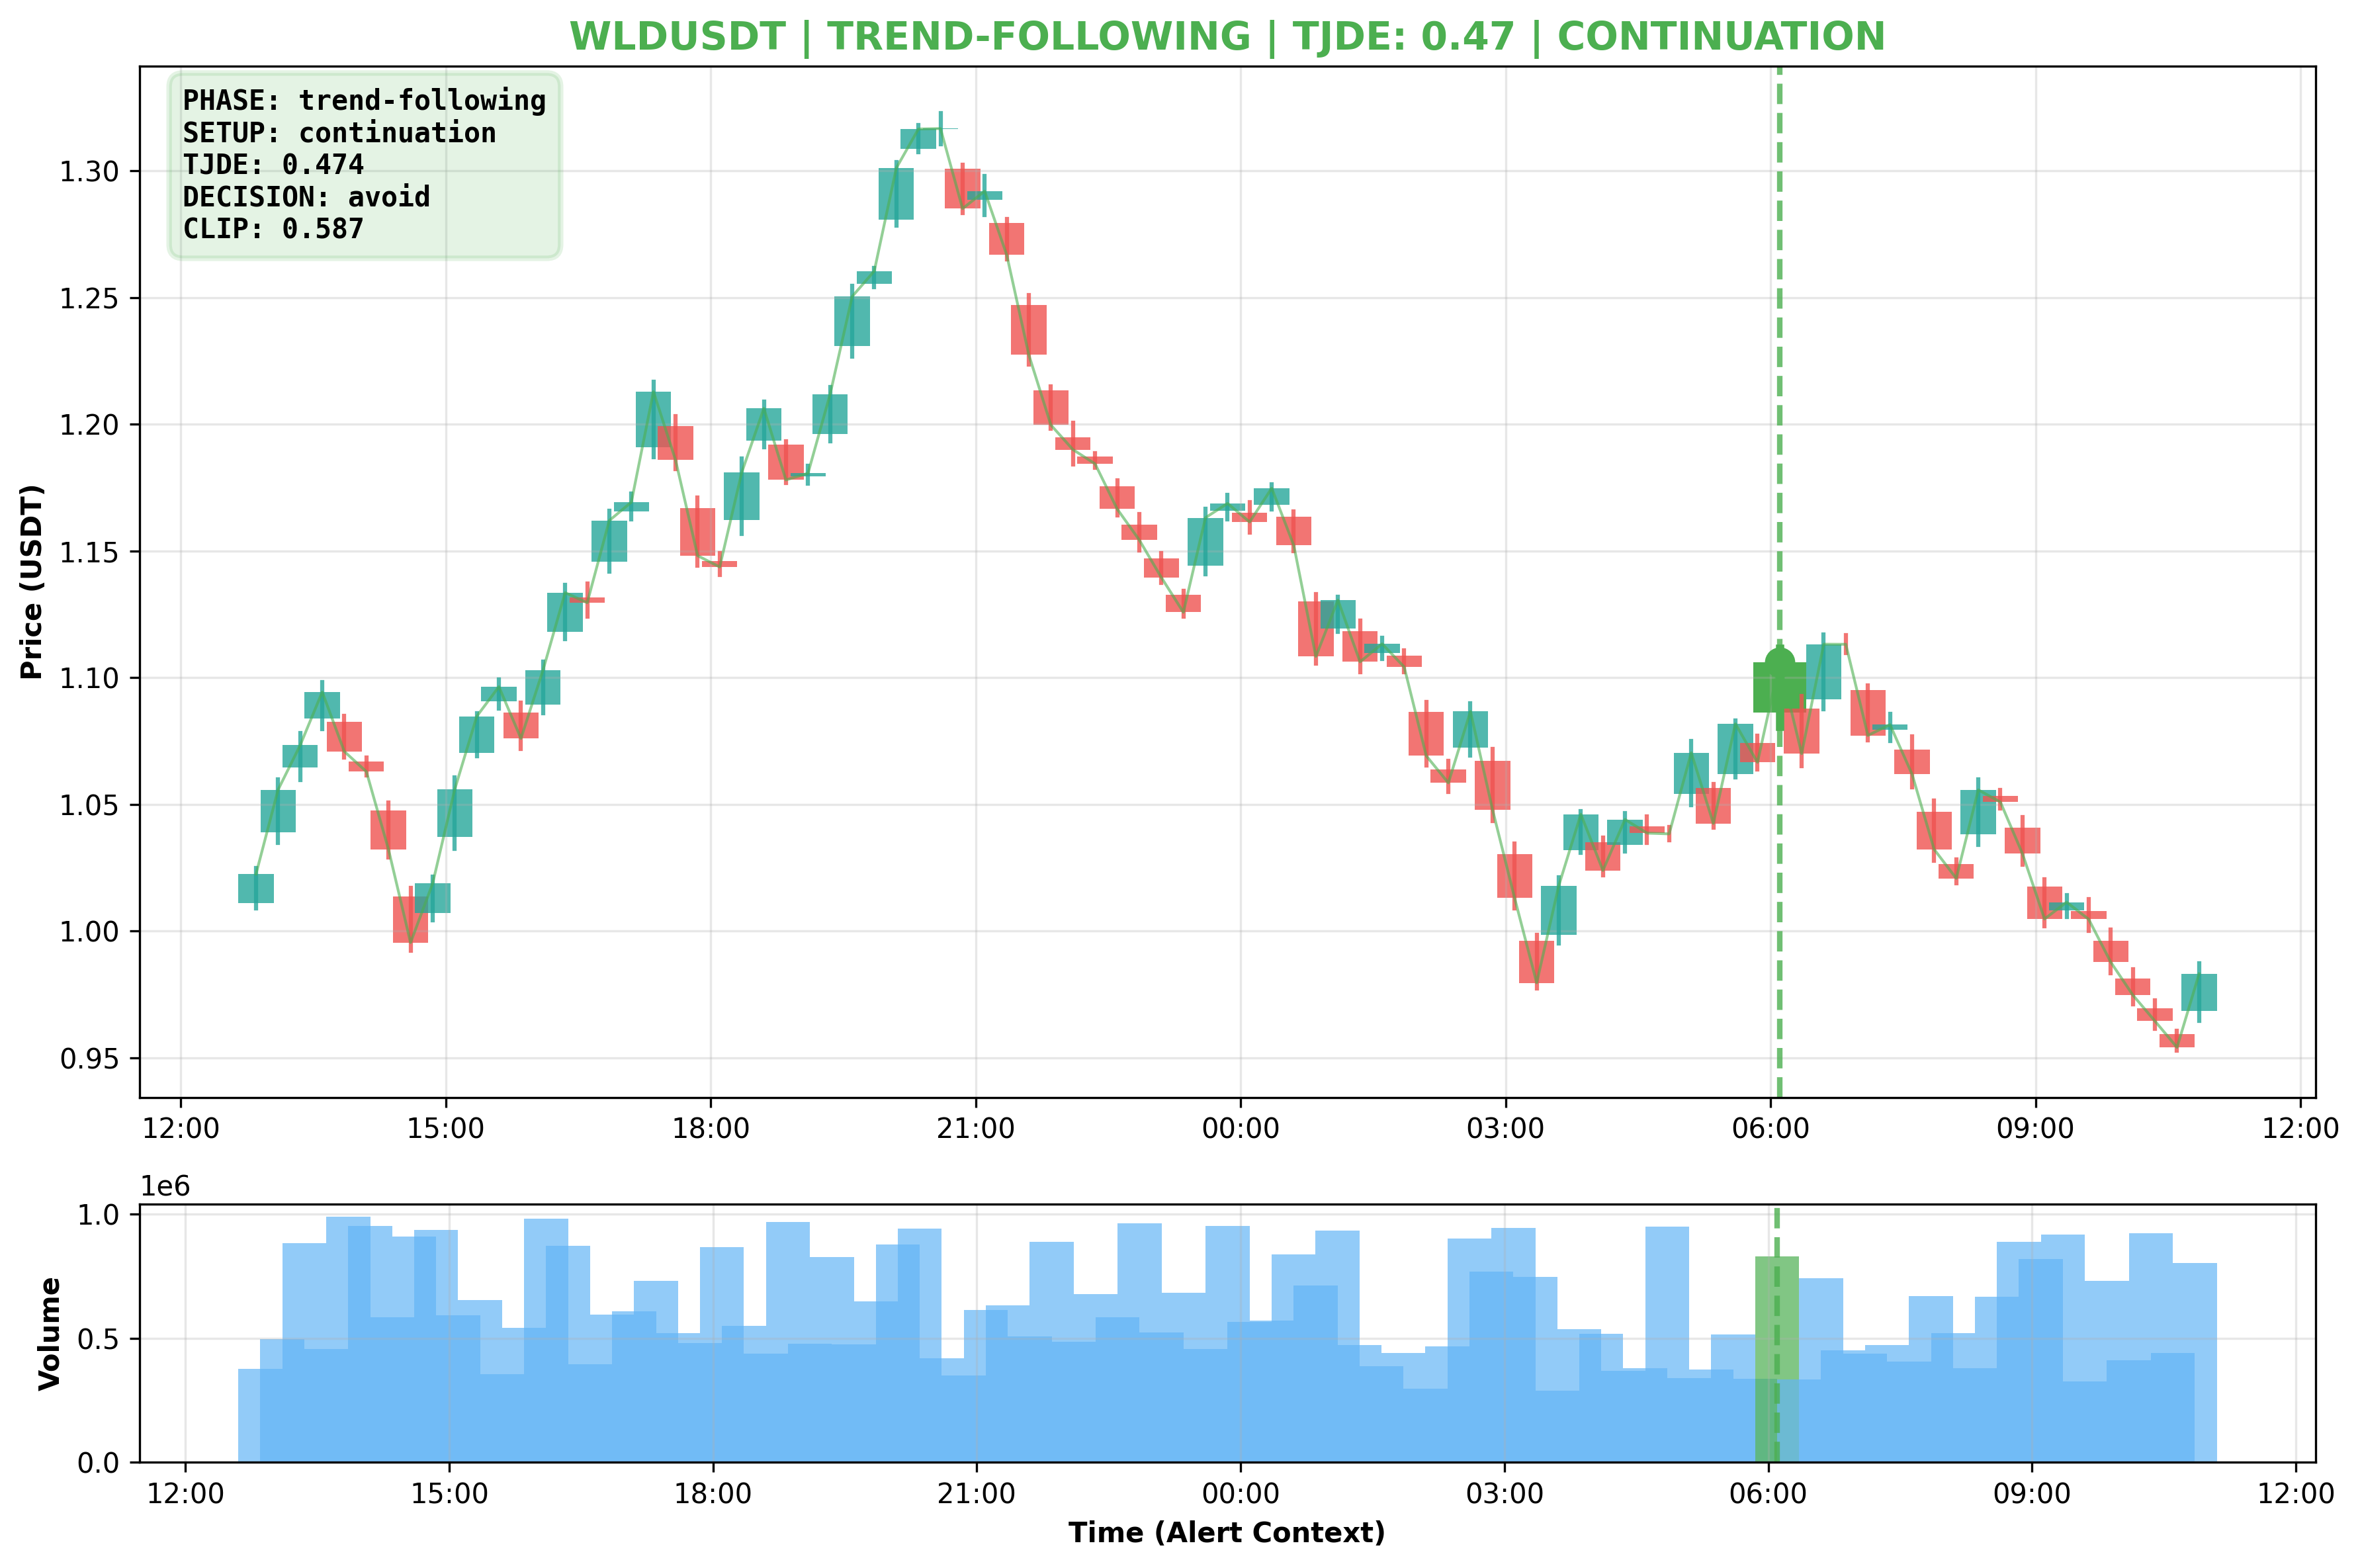 WLDUSDT | TREND-FOLLOWING | TJDE: 0.47 | CONTINUATION
PHASE: trend-following
SETUP: continuation
TJDE: 0.474
DECISION: avoid
CLIP: 0.587
Price (USDT)
1.30
1.25
1.20
1.15
1.10
1.05
1.00
0.95
12:00 15:00 18:00 21:00 00:00 03:00 06:00 09:00 12:00
1e6
Volume
1.0
0.5
0.0
12:00 15:00 18:00 21:00 00:00 03:00 06:00 09:00 12:00
Time (Alert Context)